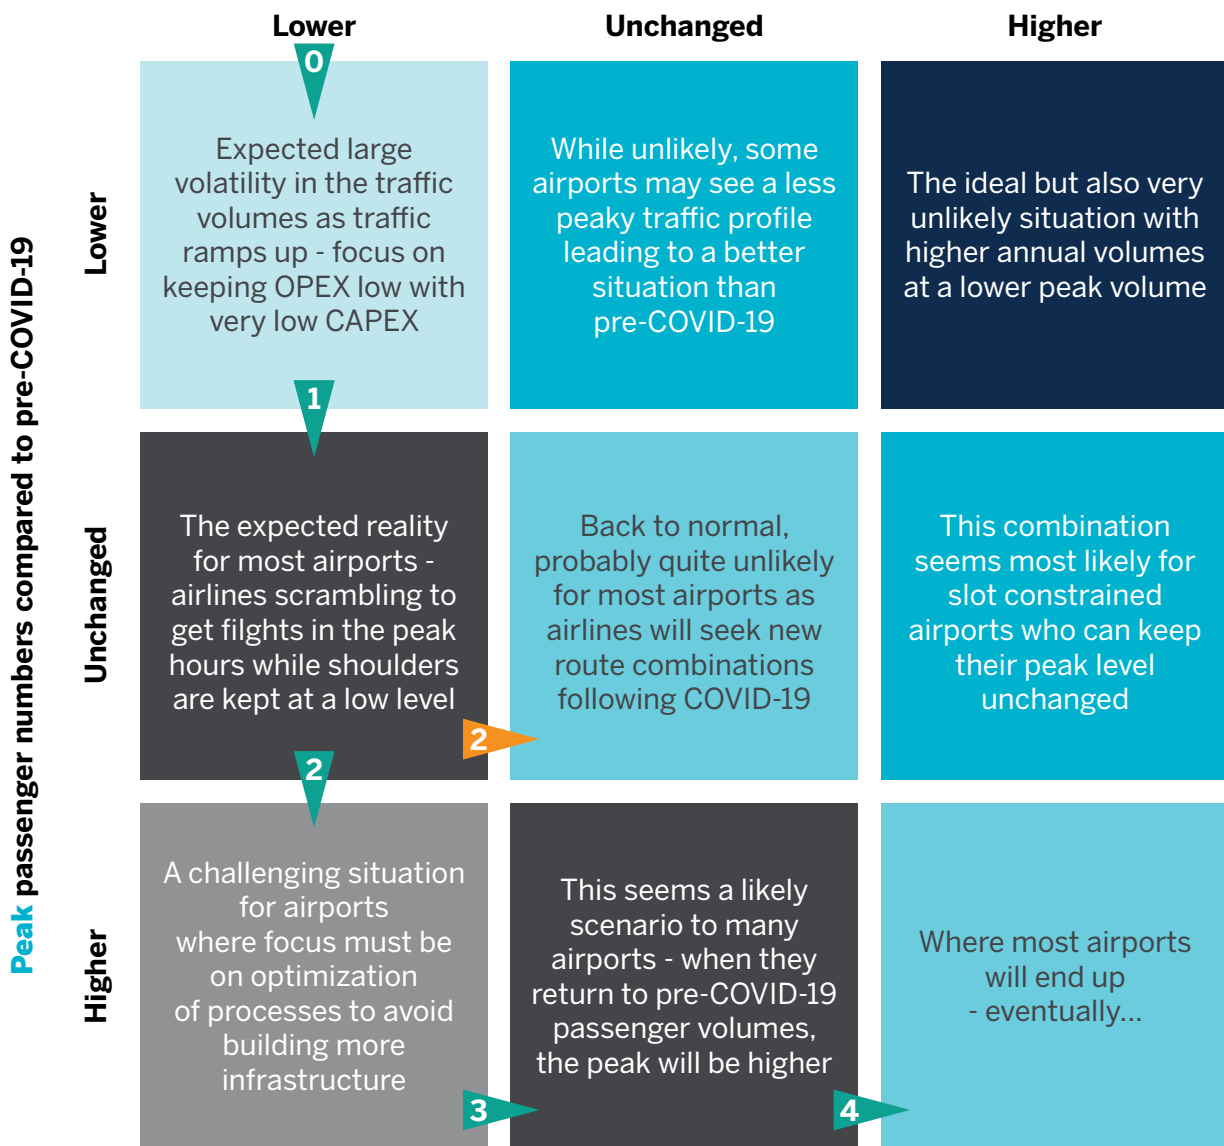 Lower
Unchanged
Higher
Peak passenger numbers compared to pre-COVID-19
Lower
0
Expected large
volatility in the traffic
volumes as traffic
ramps up - focus on
keeping OPEX low with
very low CAPEX
While unlikely, some
airports may see a less
peaky traffic profile
leading to a better
situation than
pre-COVID-19
The ideal but also very
unlikely situation with
higher annual volumes
at a lower peak volume
1
Unchanged
The expected reality
for most airports -
airlines scrambling to
get filghts in the peak
hours while shoulders
are kept at a low level
2
Back to normal,
probably quite unlikely
for most airports as
airlines will seek new
route combinations
following COVID-19
This combination
seems most likely for
slot constrained
airports who can keep
their peak level
unchanged
2
Higher
A challenging situation
for airports
where focus must be
on optimization
of processes to avoid
building more
infrastructure
3
This seems a likely
scenario to many
airports - when they
return to pre-COVID-19
passenger volumes,
the peak will be higher
4
Where most airports
will end up
- eventually...